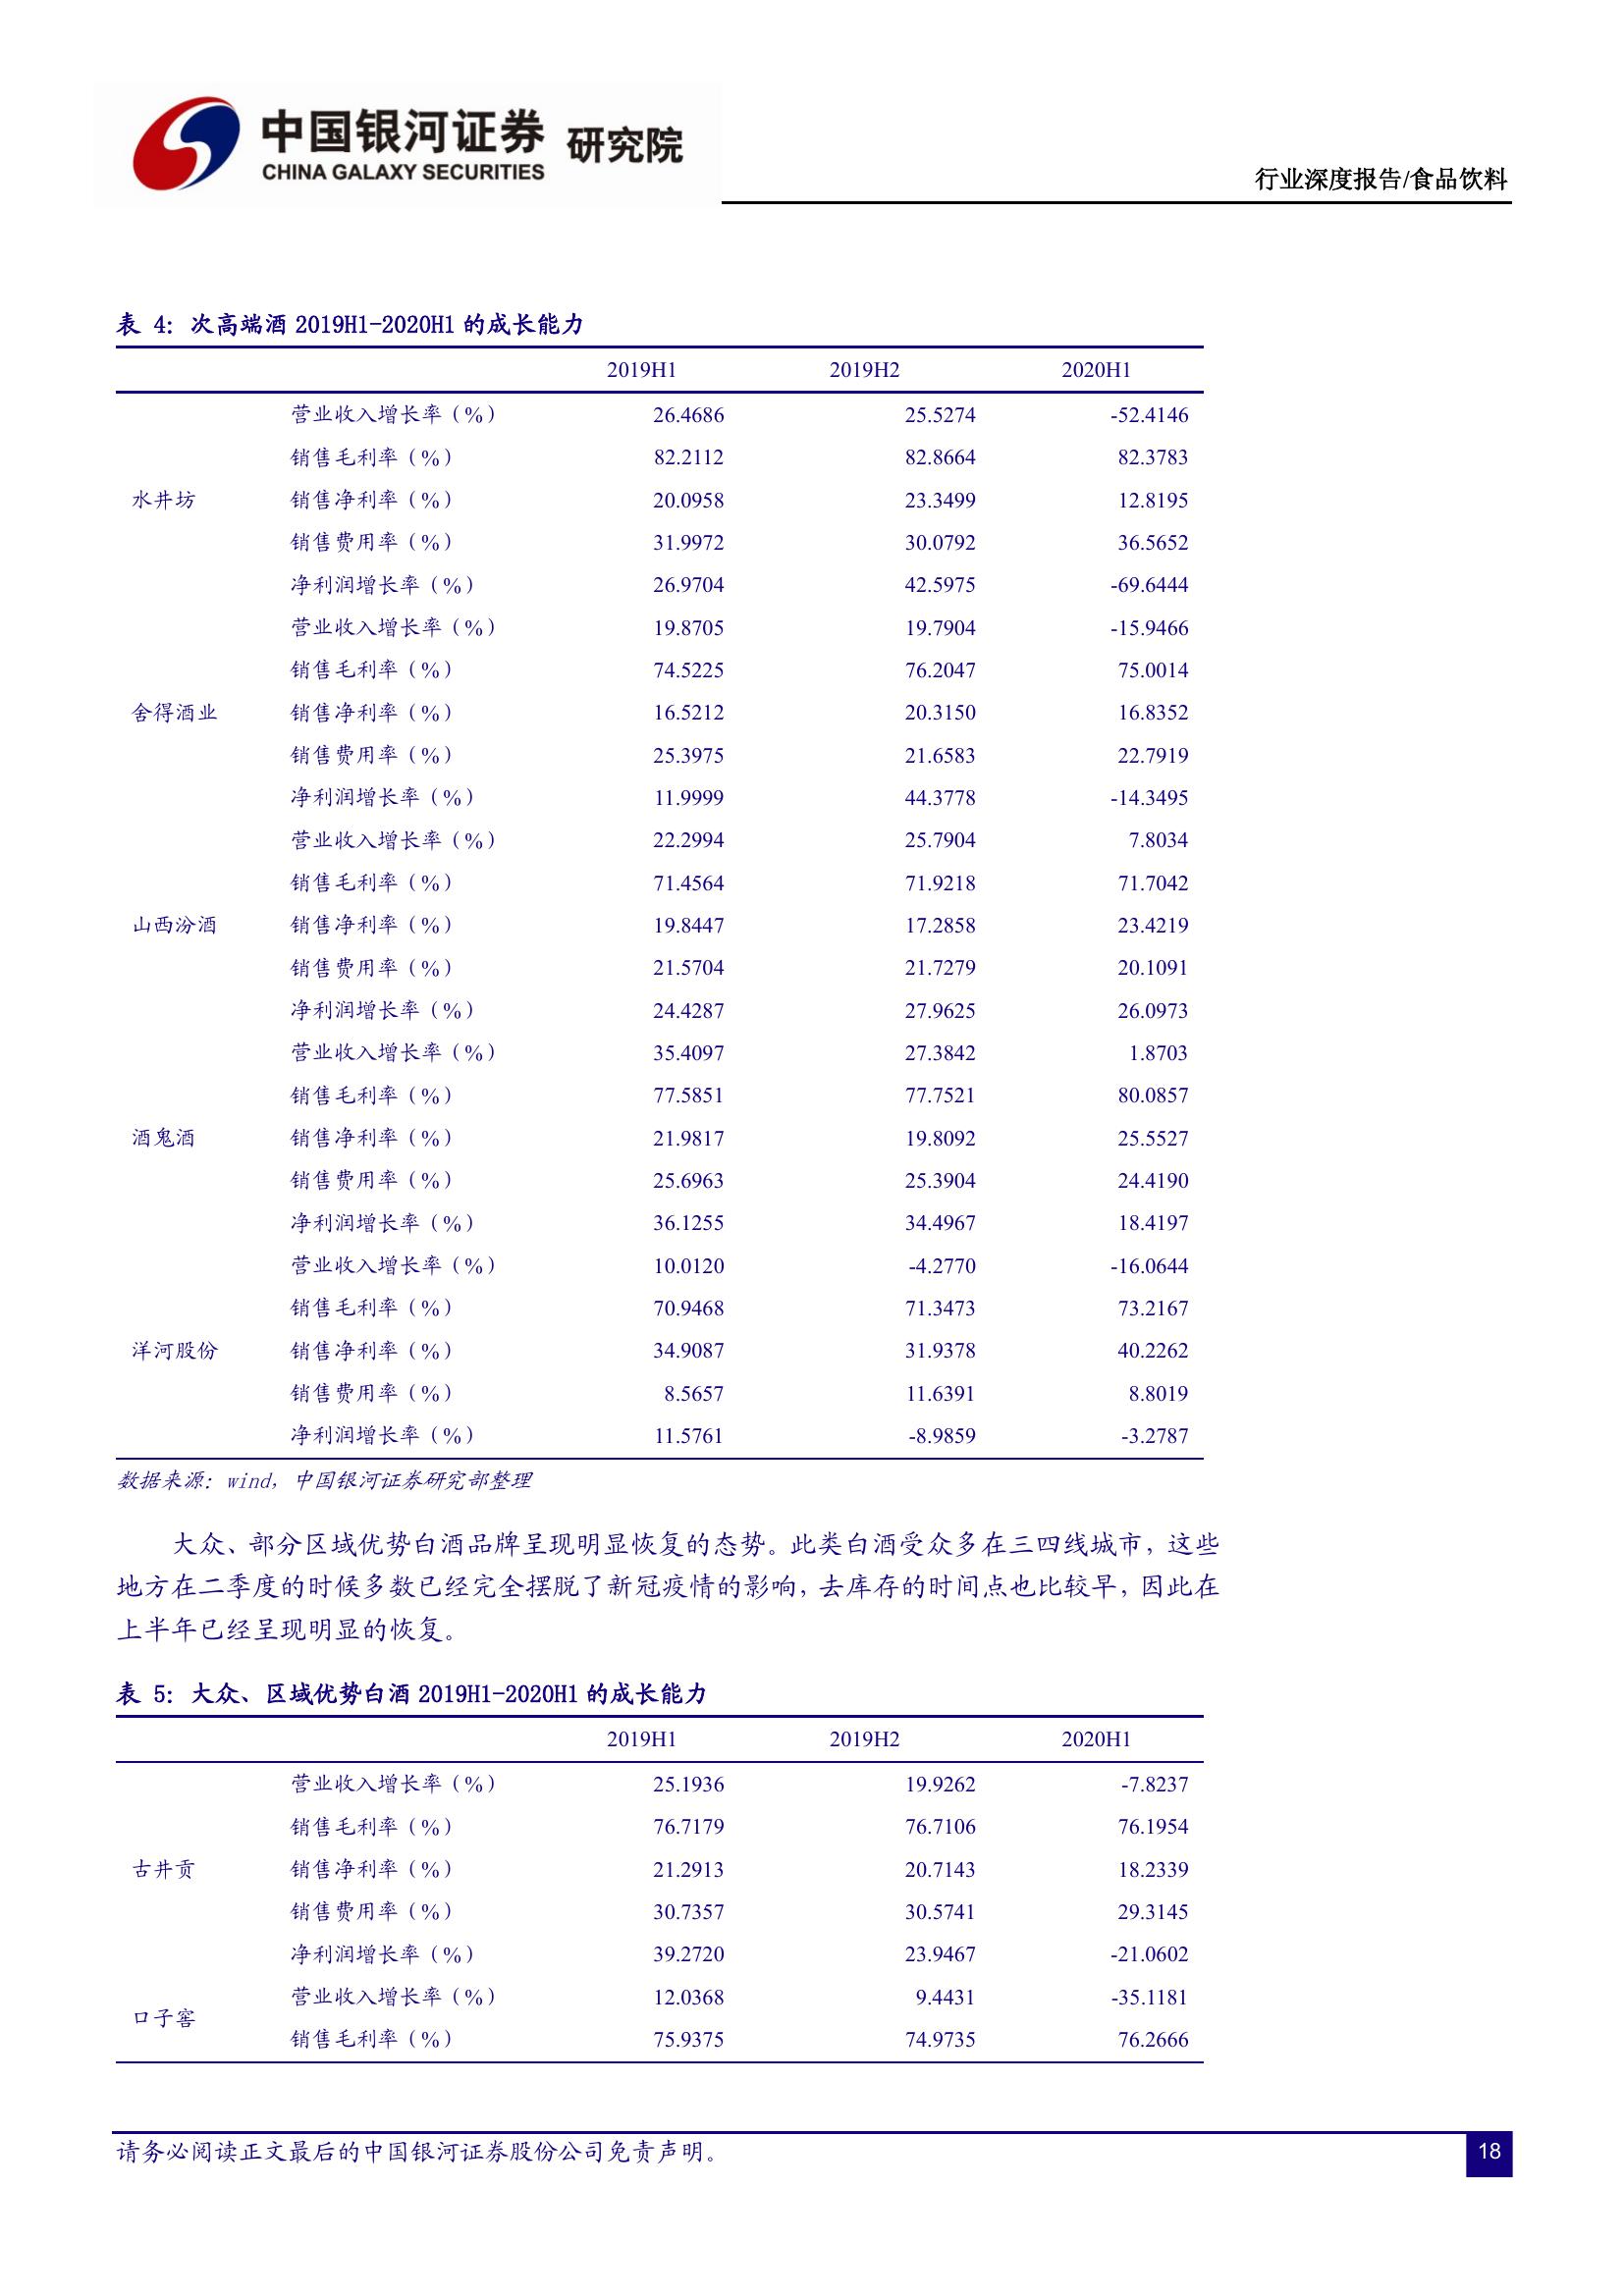 中国银河证券 研究院
CHINA GALAXY SECURITIES
行业深度报告/食品饮料
表 4：次高端酒 2019H1-2020H1 的成长能力
2019H1 2019H2 2020H1
营业收入增长率（%） 26.4686 25.5274 -52.4146
销售毛利率（%） 82.2112 82.8664 82.3783
水井坊 销售净利率（%） 20.0958 23.3499 12.8195
销售费用率（%） 31.9972 30.0792 36.5652
净利润增长率（%） 26.9704 42.5975 -69.6444
营业收入增长率（%） 19.8705 19.7904 -15.9466
销售毛利率（%） 74.5225 76.2047 75.0014
舍得酒业 销售净利率（%） 16.5212 20.3150 16.8352
销售费用率（%） 25.3975 21.6583 22.7919
净利润增长率（%） 11.9999 44.3778 -14.3495
营业收入增长率（%） 22.2994 25.7904 7.8034
销售毛利率（%） 71.4564 71.9218 71.7042
山西汾酒 销售净利率（%） 19.8447 17.2858 23.4219
销售费用率（%） 21.5704 21.7279 20.1091
净利润增长率（%） 24.4287 27.9625 26.0973
营业收入增长率（%） 35.4097 27.3842 1.8703
销售毛利率（%） 77.5851 77.7521 80.0857
酒鬼酒 销售净利率（%） 21.9817 19.8092 25.5527
销售费用率（%） 25.6963 25.3904 24.4190
净利润增长率（%） 36.1255 34.4967 18.4197
营业收入增长率（%） 10.0120 -4.2770 -16.0644
销售毛利率（%） 70.9468 71.3473 73.2167
洋河股份 销售净利率（%） 34.9087 31.9378 40.2262
销售费用率（%） 8.5657 11.6391 8.8019
净利润增长率（%） 11.5761 -8.9859 -3.2787
数据来源：wind，中国银河证券研究部整理
大众、部分区域优势白酒品牌呈现明显恢复的态势。此类白酒受众多在三四线城市，这些
地方在二季度的时候多数已经完全摆脱了新冠疫情的影响，去库存的时间点也比较早，因此在
上半年已经呈现明显的恢复。
表 5：大众、区域优势白酒 2019H1-2020H1 的成长能力
2019H1 2019H2 2020H1
营业收入增长率（%） 25.1936 19.9262 -7.8237
销售毛利率（%） 76.7179 76.7106 76.1954
古井贡 销售净利率（%） 21.2913 20.7143 18.2339
销售费用率（%） 30.7357 30.5741 29.3145
净利润增长率（%） 39.2720 23.9467 -21.0602
口子窖 营业收入增长率（%） 12.0368 9.4431 -35.1181
销售毛利率（%） 75.9375 74.9735 76.2666
请务必阅读正文最后的中国银河证券股份公司免责声明。
18